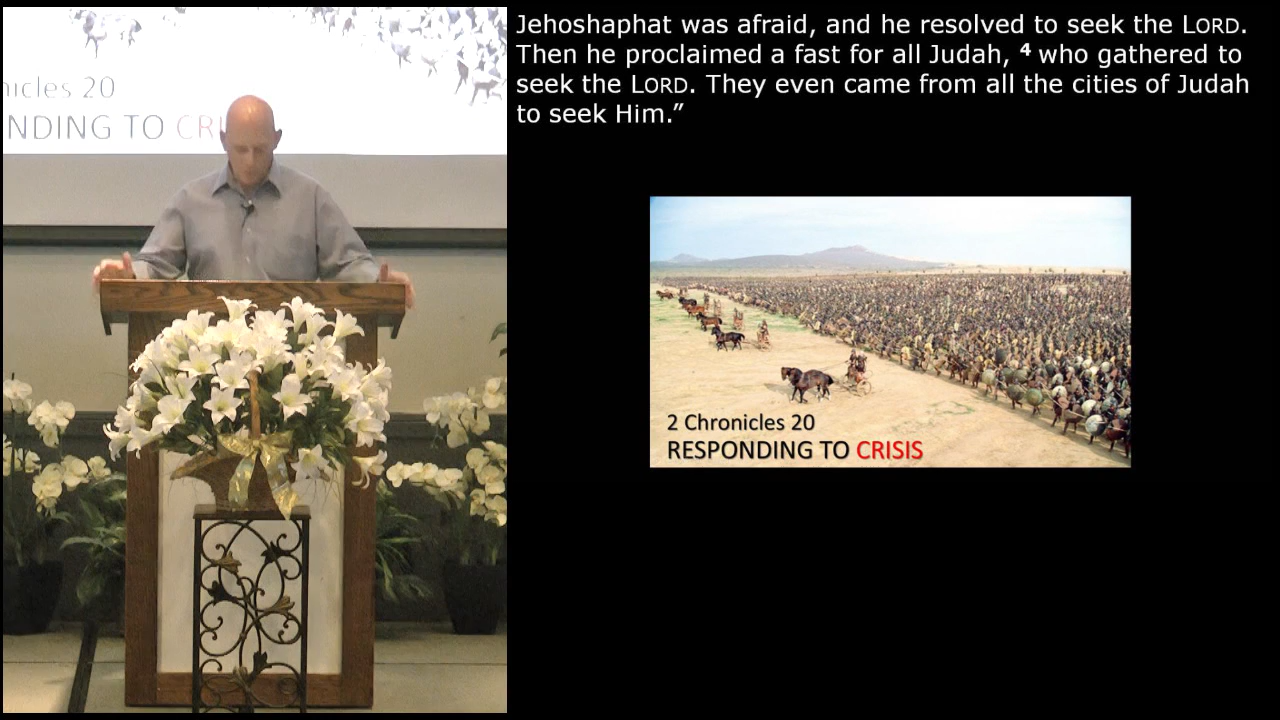 nicles 20
NDING TO CRI
Jehoshaphat was afraid, and he resolved to seek the LORD.
Then he proclaimed a fast for all Judah, 4 who gathered to
seek the LORD. They even came from all the cities of Judah
to seek Him.”
2 Chronicles 20
RESPONDING TO CRISIS